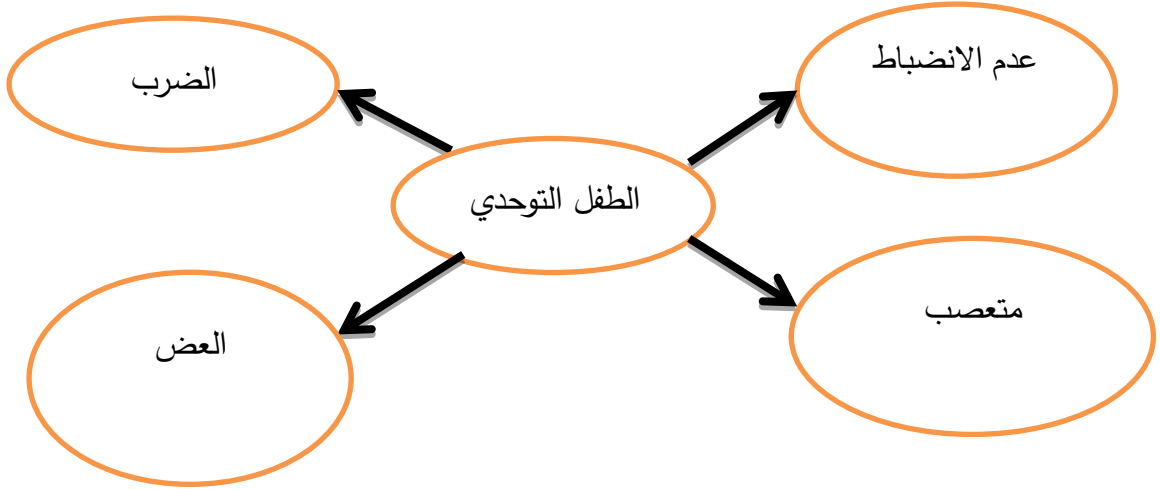 عدم الانضباط
الضرب
الطفل التوحدي
متعصب
العض